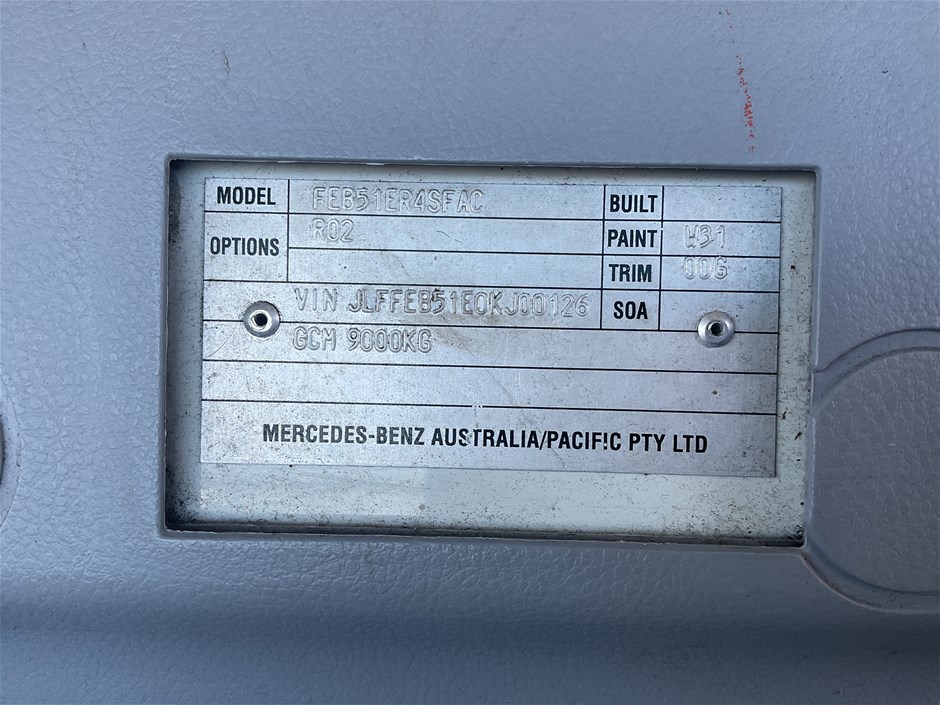 MODEL FEB51ER4SFAC BUILT
OPTIONS R02 PAINT W31
TRIM 00G
VIN JLFFEB51E0KJ00126 SOA
GCM 9000KG
MERCEDES-BENZ AUSTRALIA/PACIFIC PTY LTD